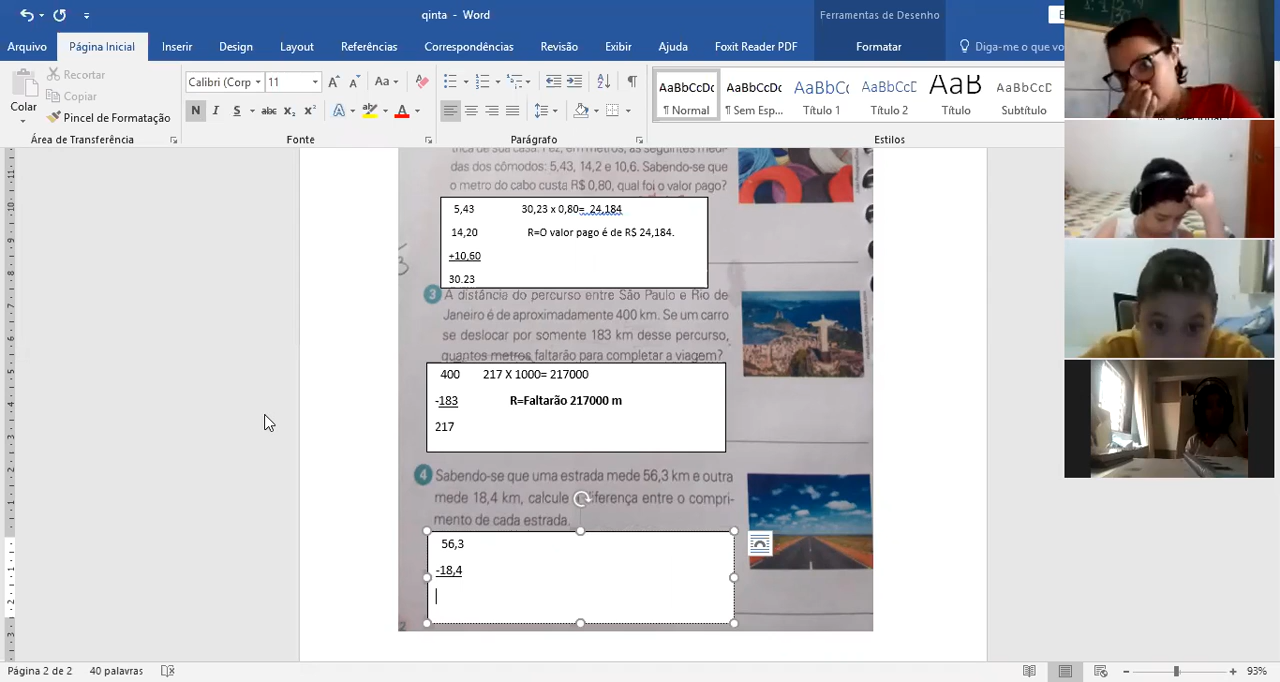 qinta - Word
Ferramentas de Desenho
Arquivo Página Inicial Inserir Design Layout Referências Correspondências Revisão Exibir Ajuda Foxit Reader PDF Formatar Diga-me o que vo
Recortar
Copiar
Pincel de Formatação
Colar
Calibri (Corp 11
N I S abc x₂ x²
AaBbCcDc AaBbCcDc AaBbC AaBbCcD AaB AaBbCcD
¶ Normal ¶ Sem Esp... Título 1 Título 2 Título Subtítulo
Área de Transferência Fonte Parágrafo Estilos
das dos cômodos: 5,43, 14,2 e 10,6. Sabendo-se que
o metro do cabo custa R$ 0,80, qual foi o valor pago?
5,43 30,23 x 0,80= 24,184
14,20 R=O valor pago é de R$ 24,184.
+10,60
30.23
3 A distância do percurso entre São Paulo e Rio de
Janeiro é de aproximadamente 400 km. Se um carro
se deslocar por somente 183 km desse percurso,
quantos metros faltarão para completar a viagem?
400 217 X 1000= 217000
-183 R=Faltarão 217000 m
217
4 Sabendo-se que uma estrada mede 56,3 km e outra
mede 18,4 km, calcule diferença entre o compri-
mento de cada estrada.
56,3
-18,4
Página 2 de 2 40 palavras 93%